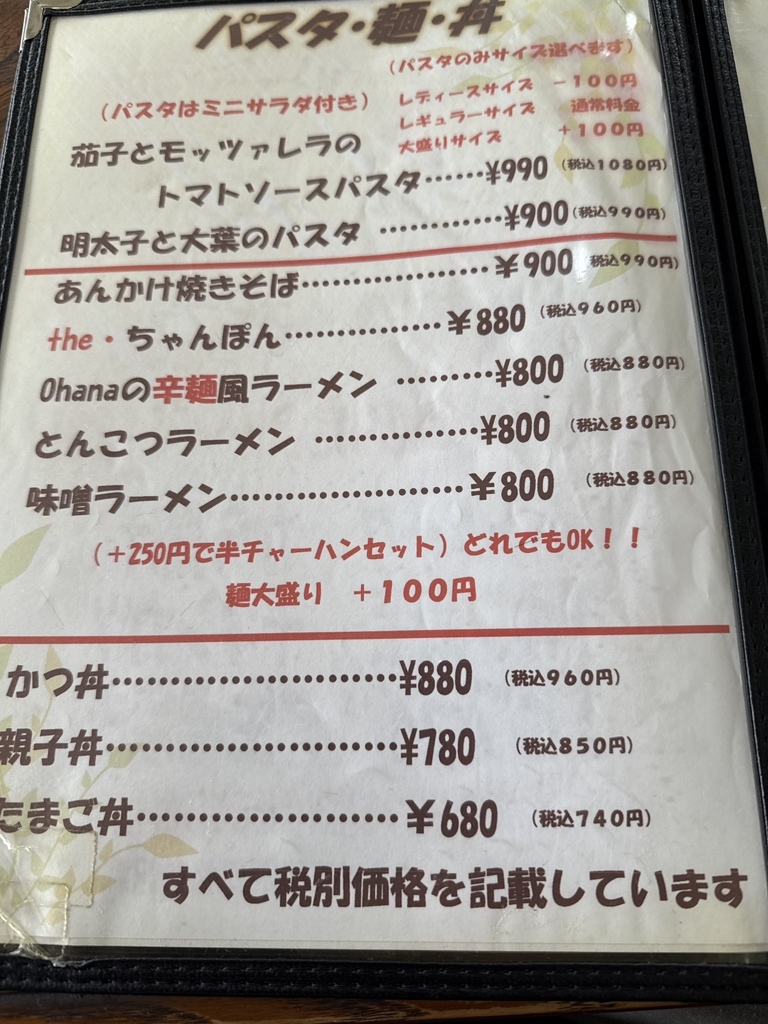 パスタ・麺・丼
(パスタのみサイズ選べます)
(パスタはミニサラダ付き)
レディースサイズ －100円
レギュラーサイズ 通常料金
大盛りサイズ ＋100円
茄子とモッツァレラの
トマトソースパスタ……¥990 (税込1080円)
明太子と大葉のパスタ …………¥900 (税込990円)
あんかけ焼きそば………………¥900 (税込990円)
the・ちゃんぽん……………¥880 (税込960円)
Ohanaの辛麺風ラーメン ………¥800 (税込880円)
とんこつラーメン ……………¥800 (税込880円)
味噌ラーメン……………………¥800 (税込880円)
(＋250円で半チャーハンセット) どれでもOK！！
麺大盛り ＋100円
かつ丼…………………………¥880 (税込960円)
親子丼…………………………¥780 (税込850円)
たまご丼………………………¥680 (税込740円)
すべて税別価格を記載しています